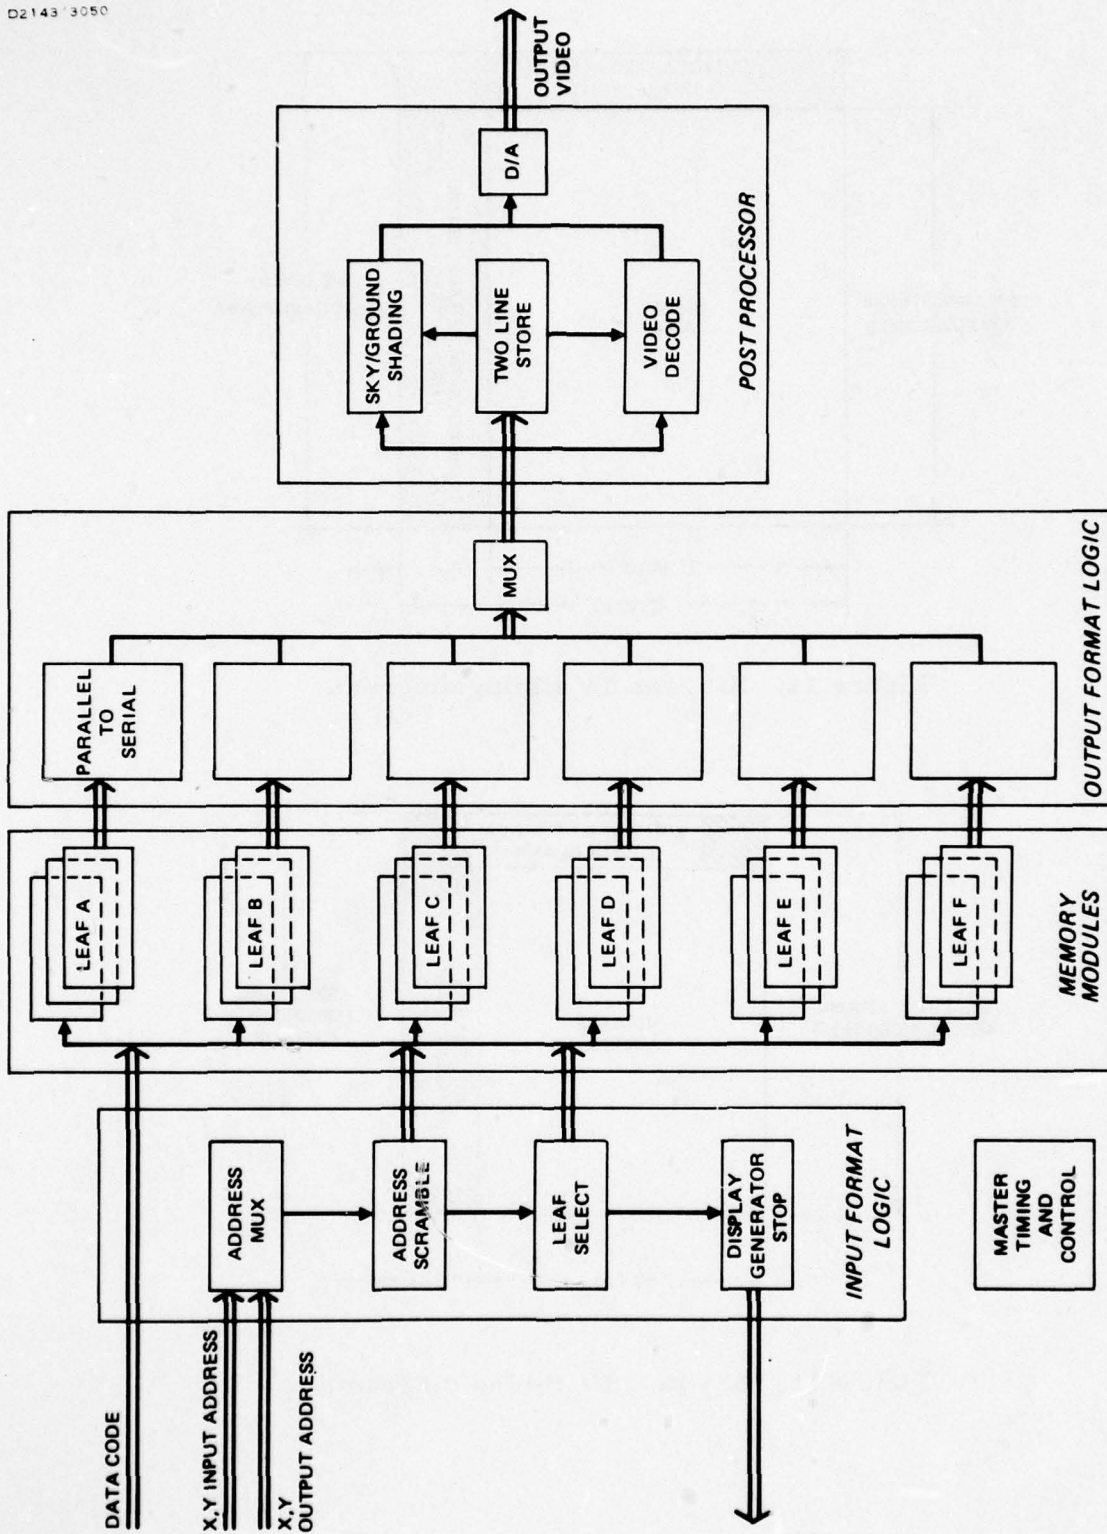 D2143 3050
DATA CODE
X,Y INPUT ADDRESS
X,Y
OUTPUT ADDRESS
ADDRESS
MUX
ADDRESS
SCRAMBLE
LEAF
SELECT
DISPLAY
GENERATOR
STOP
INPUT FORMAT
LOGIC
MASTER
TIMING
AND
CONTROL
LEAF A
LEAF B
LEAF C
LEAF D
LEAF E
LEAF F
MEMORY
MODULES
PARALLEL
TO
SERIAL
MUX
OUTPUT FORMAT LOGIC
SKY/GROUND
SHADING
TWO LINE
STORE
VIDEO
DECODE
D/A
POST PROCESSOR
OUTPUT
VIDEO